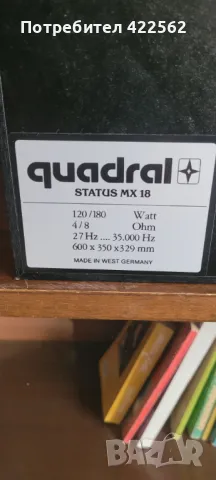 Потребител 422562
quadral
STATUS MX 18
120/180 Watt
4/8 Ohm
27 Hz .... 35.000 Hz
600 x 350 x 329 mm
MADE IN WEST GERMANY
bazar